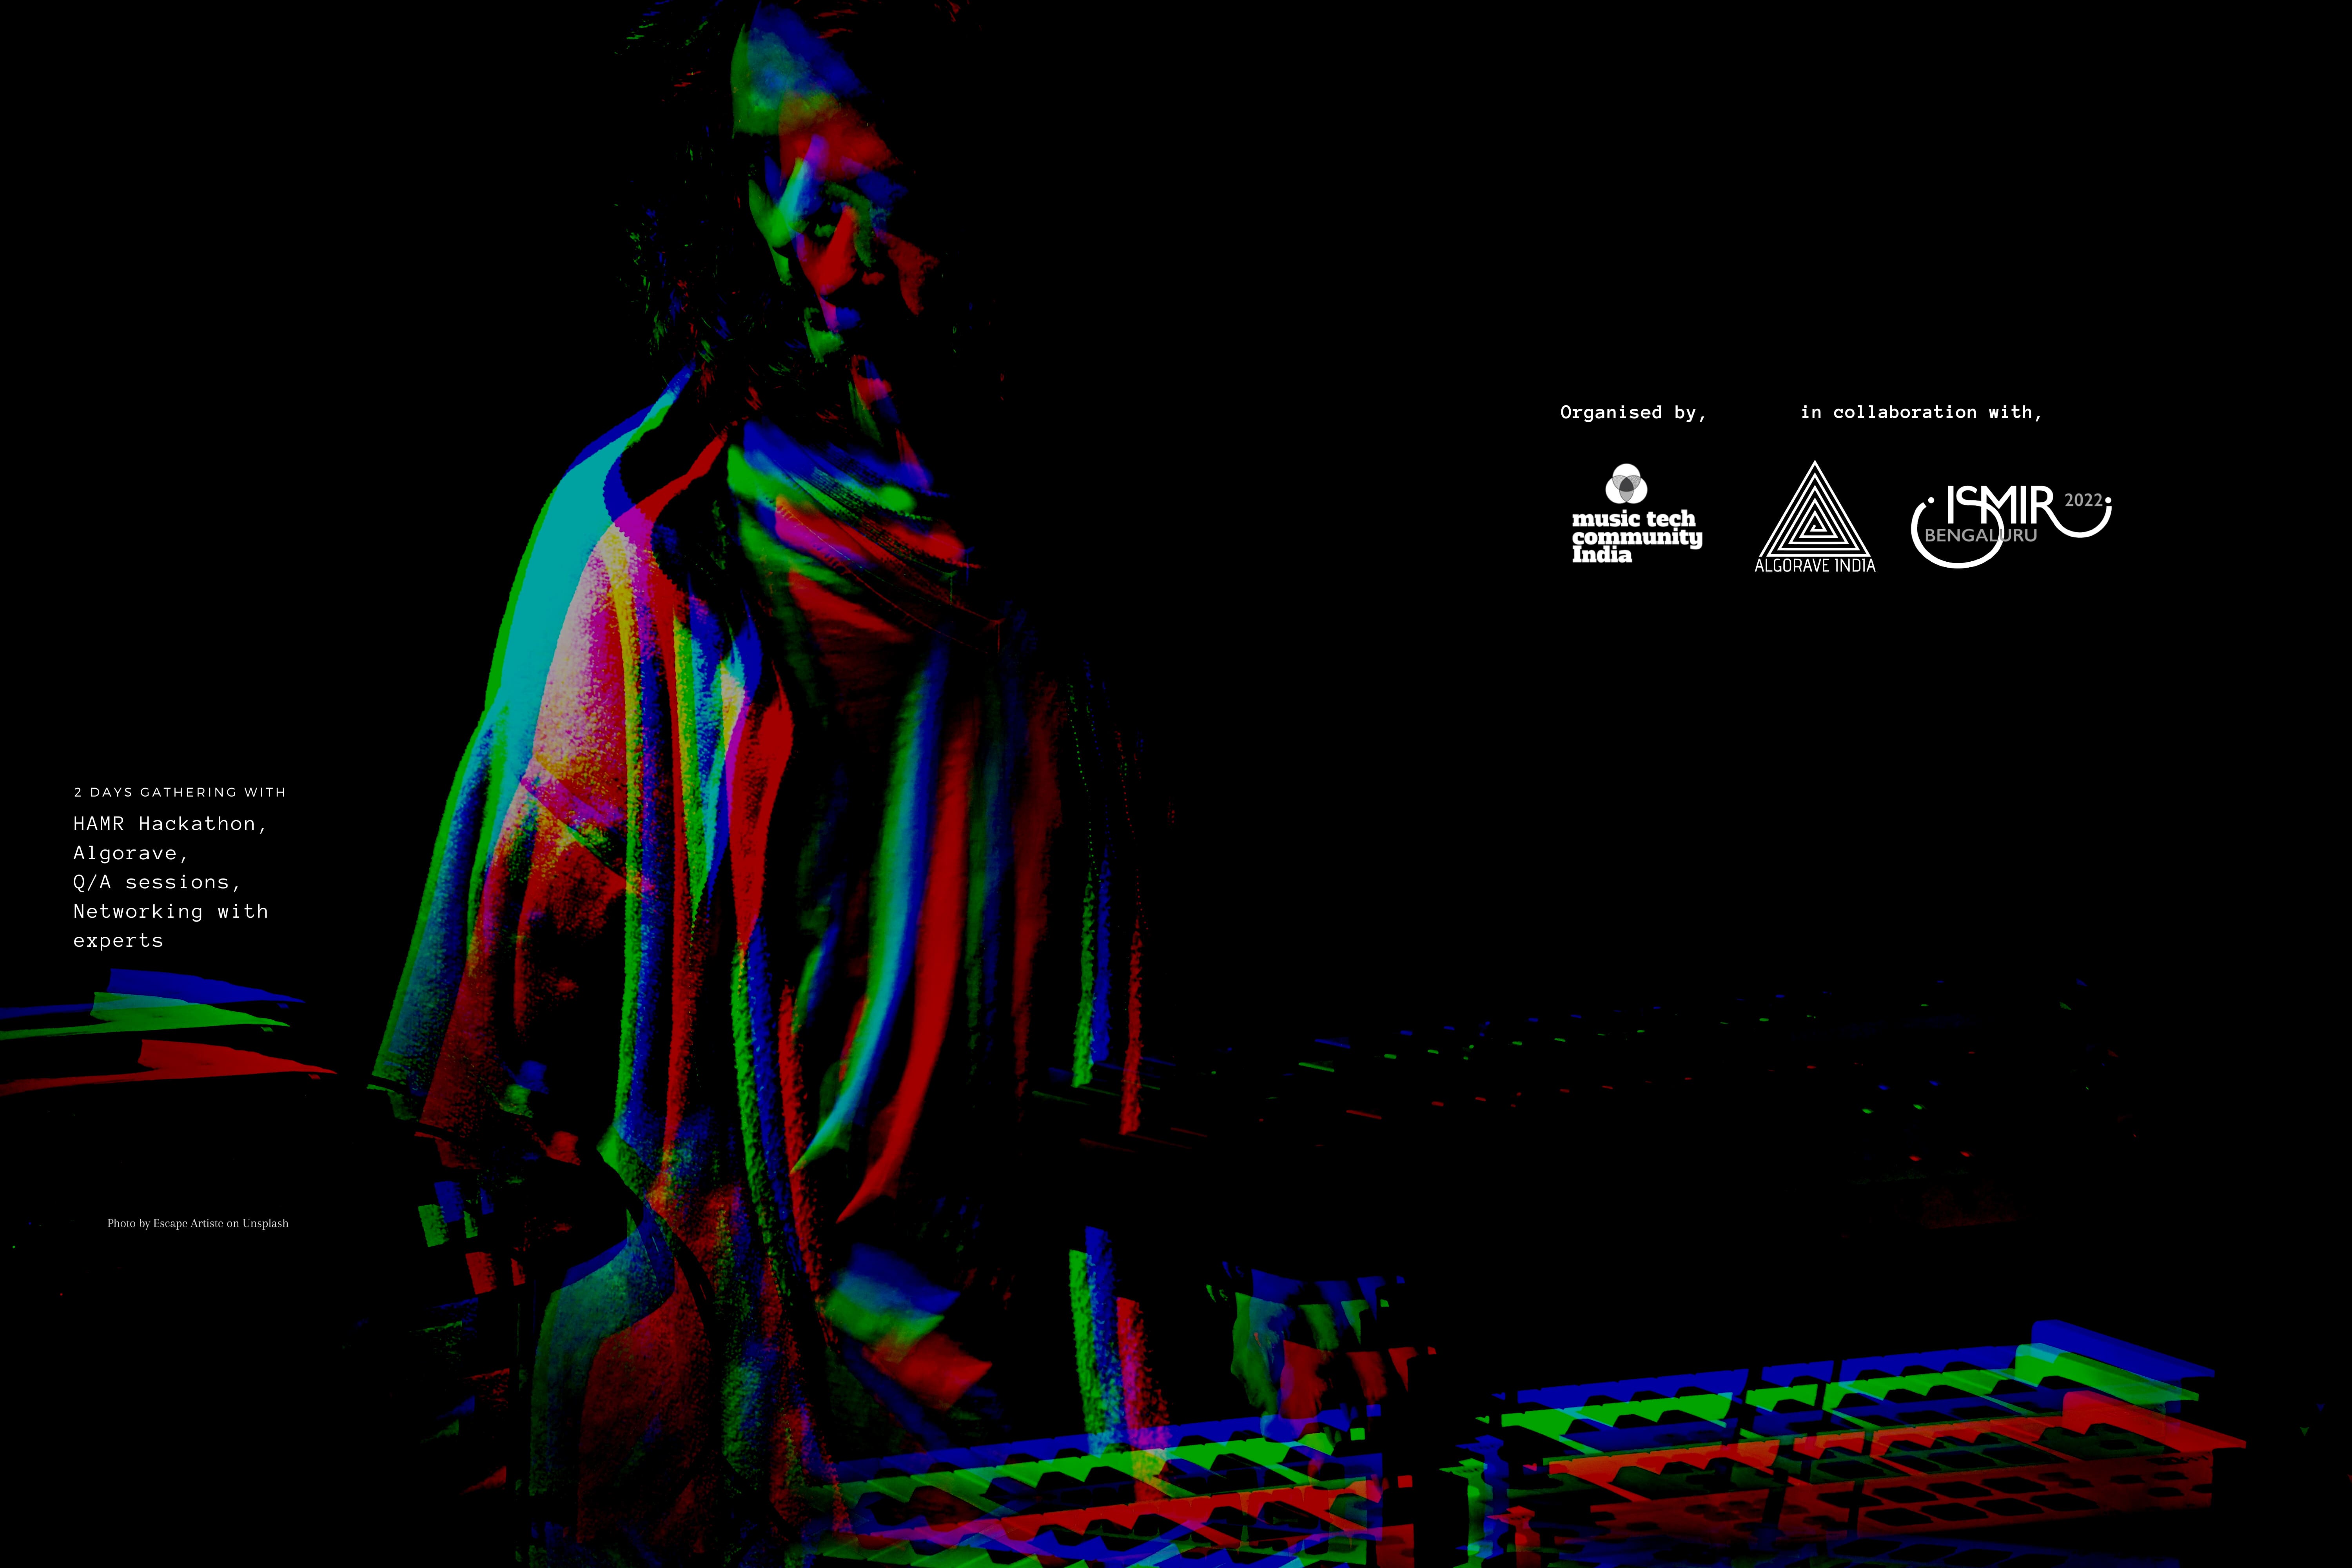 Organised by,
in collaboration with,
music tech
community
India
ALGORAVE INDIA
ISMIR 2022
BENGALURU
2 DAYS GATHERING WITH
HAMR Hackathon,
Algorave,
Q/A sessions,
Networking with
experts
Photo by Escape Artiste on Unsplash